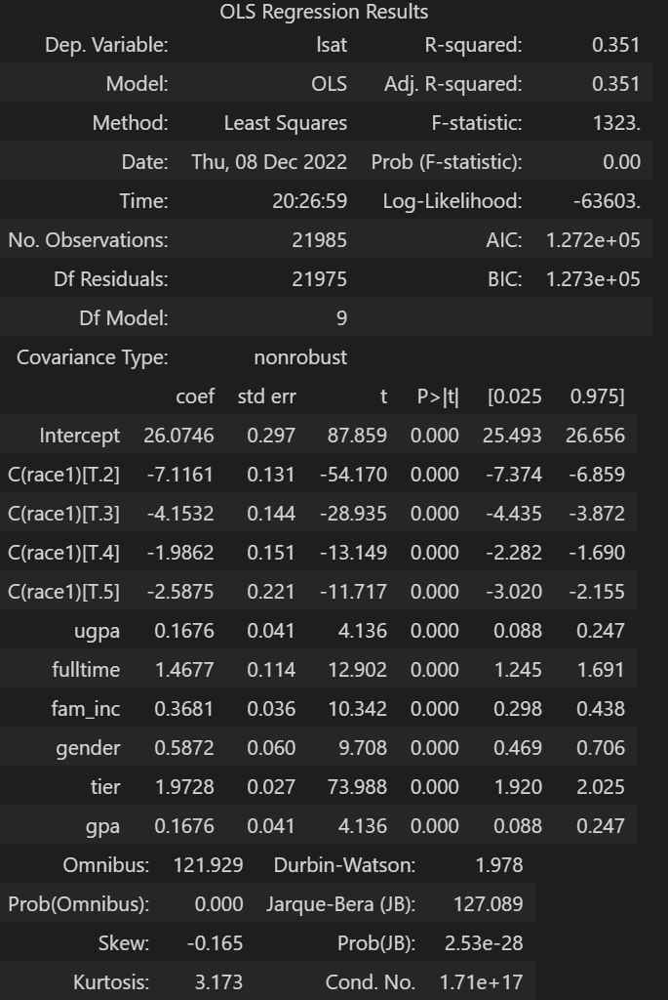 OLS Regression Results
Dep. Variable: lsat R-squared: 0.351
Model: OLS Adj. R-squared: 0.351
Method: Least Squares F-statistic: 1323.
Date: Thu, 08 Dec 2022 Prob (F-statistic): 0.00
Time: 20:26:59 Log-Likelihood: -63603.
No. Observations: 21985 AIC: 1.272e+05
Df Residuals: 21975 BIC: 1.273e+05
Df Model: 9
Covariance Type: nonrobust
coef std err t P>|t| [0.025 0.975]
Intercept 26.0746 0.297 87.859 0.000 25.493 26.656
C(race1)[T.2] -7.1161 0.131 -54.170 0.000 -7.374 -6.859
C(race1)[T.3] -4.1532 0.144 -28.935 0.000 -4.435 -3.872
C(race1)[T.4] -1.9862 0.151 -13.149 0.000 -2.282 -1.690
C(race1)[T.5] -2.5875 0.221 -11.717 0.000 -3.020 -2.155
ugpa 0.1676 0.041 4.136 0.000 0.088 0.247
fulltime 1.4677 0.114 12.902 0.000 1.245 1.691
fam_inc 0.3681 0.036 10.342 0.000 0.298 0.438
gender 0.5872 0.060 9.708 0.000 0.469 0.706
tier 1.9728 0.027 73.988 0.000 1.920 2.025
gpa 0.1676 0.041 4.136 0.000 0.088 0.247
Omnibus: 121.929 Durbin-Watson: 1.978
Prob(Omnibus): 0.000 Jarque-Bera (JB): 127.089
Skew: -0.165 Prob(JB): 2.53e-28
Kurtosis: 3.173 Cond. No. 1.71e+17